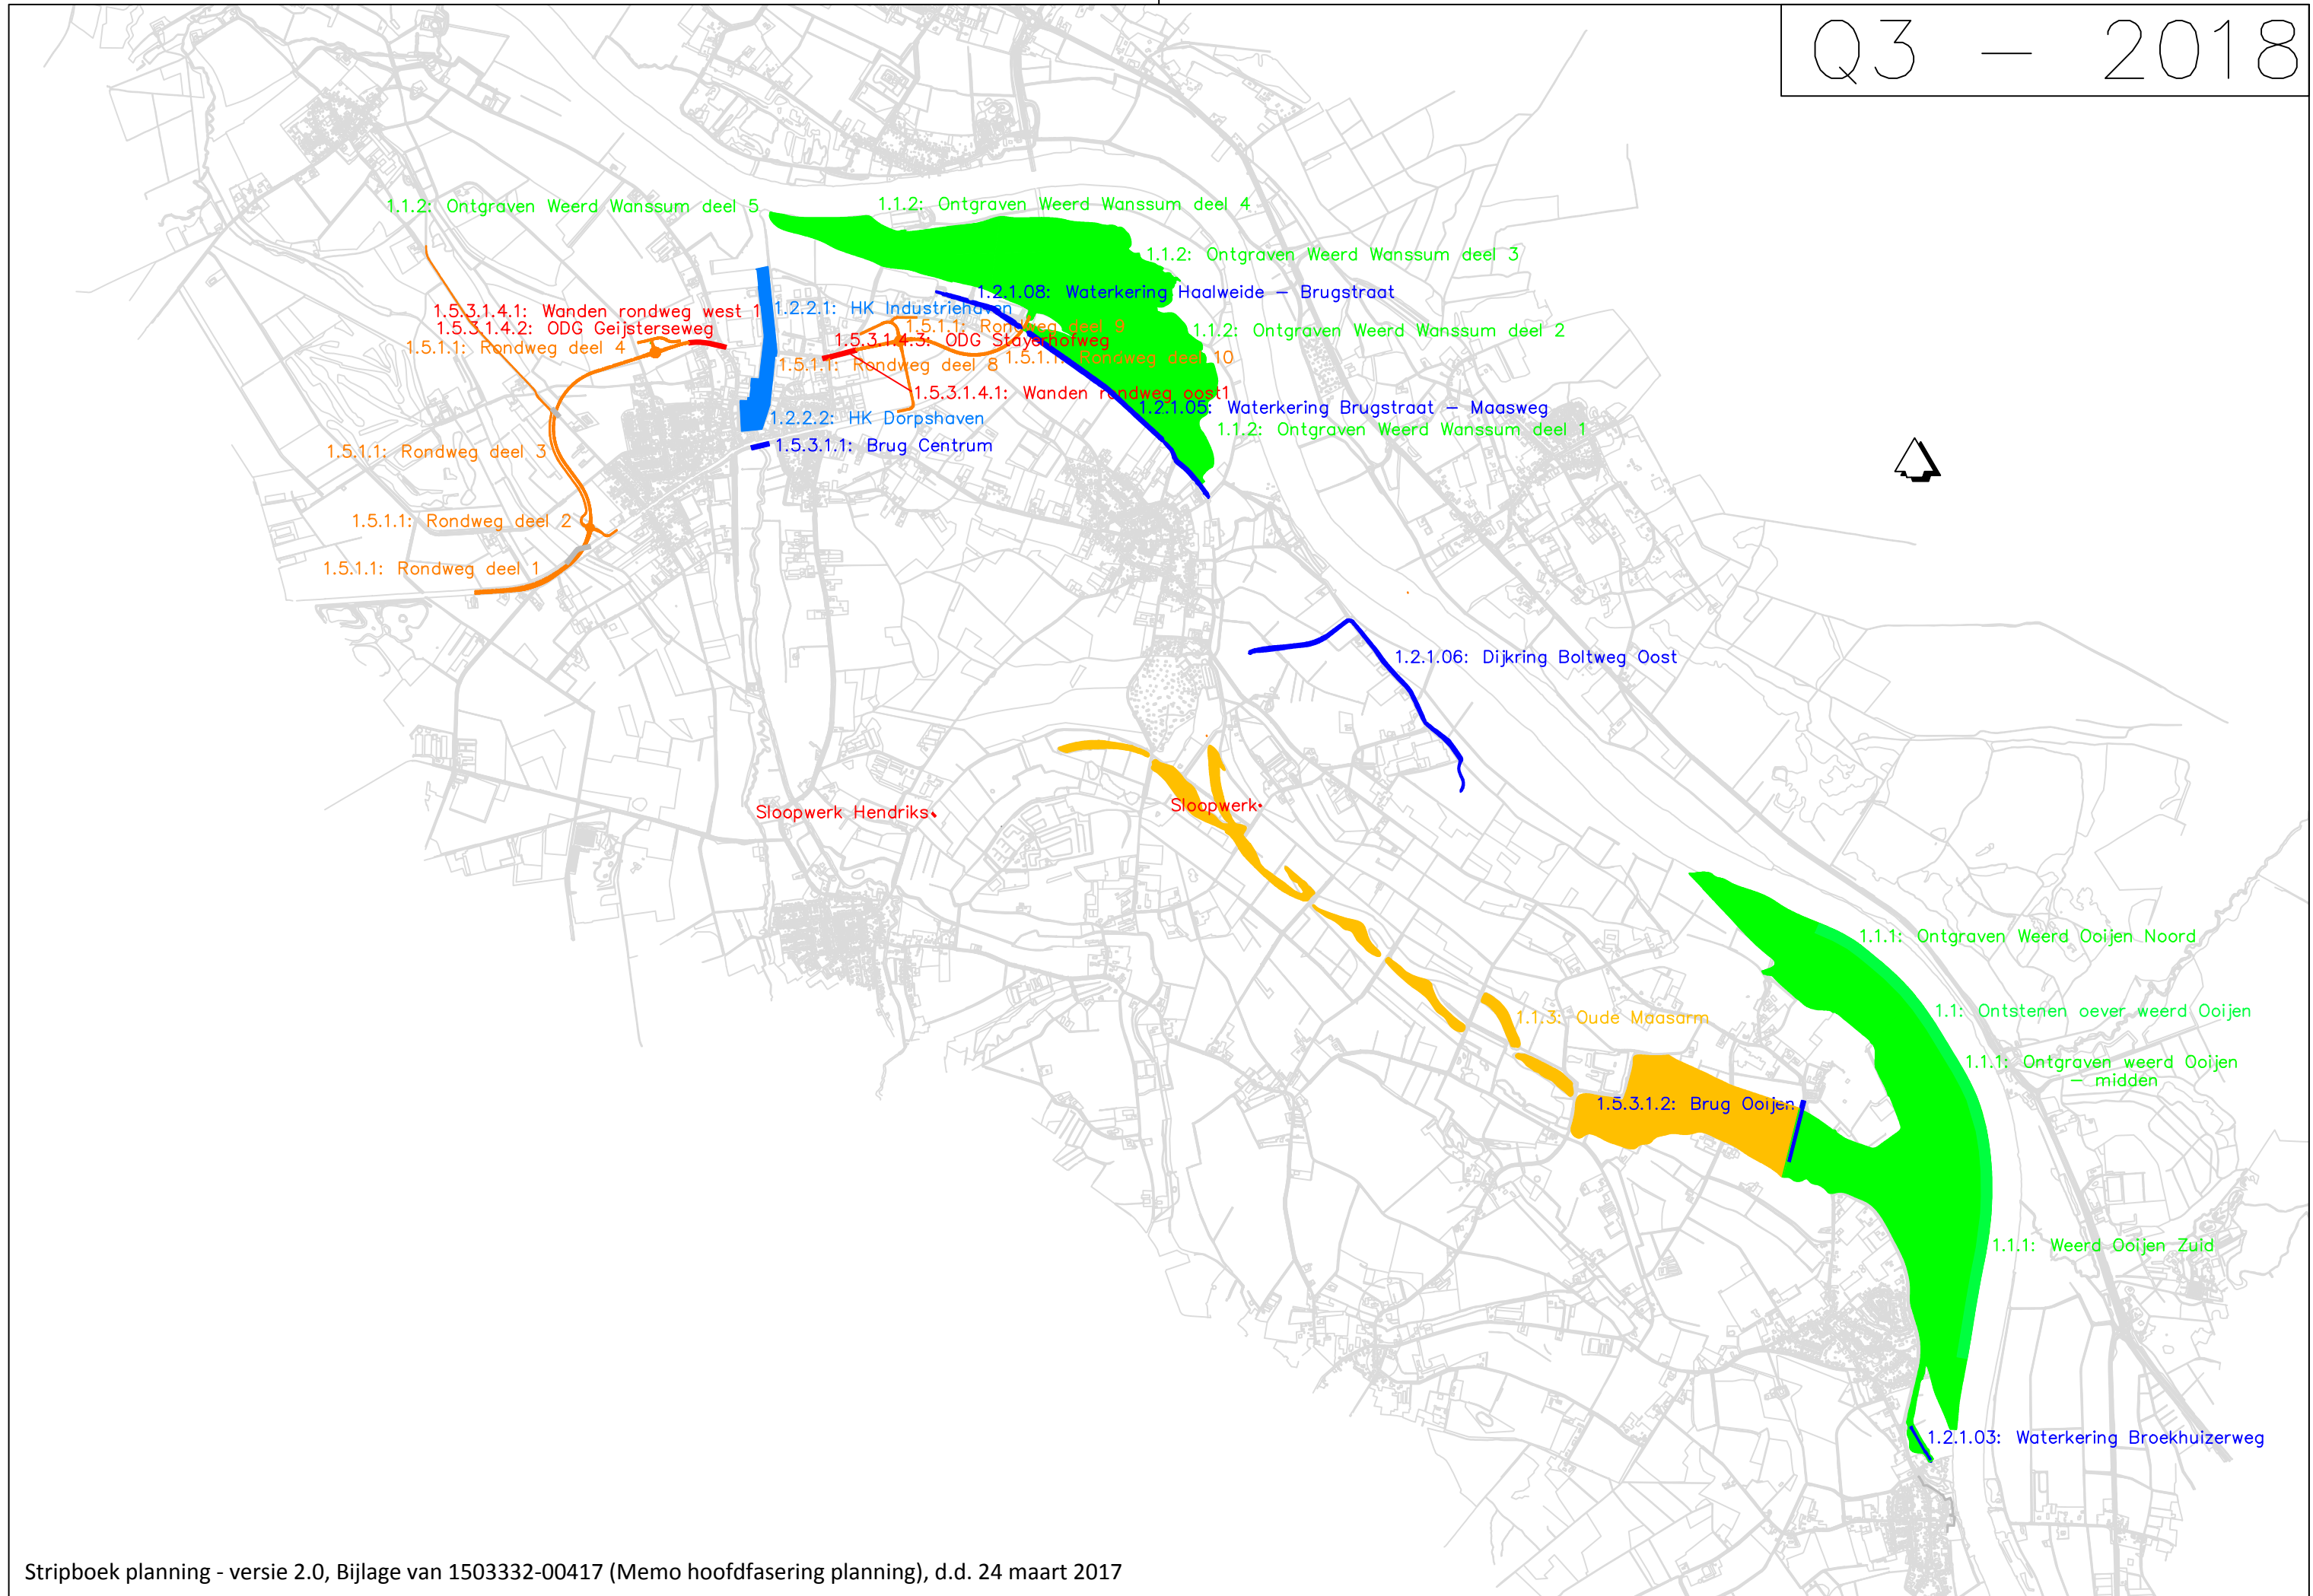 Q3 – 2018
1.1.2: Ontgraven Weerd Wanssum deel 5
1.1.2: Ontgraven Weerd Wanssum deel 4
1.1.2: Ontgraven Weerd Wanssum deel 3
1.2.1.08: Waterkering Haalweide – Brugstraat
1.5.3.1.4.1: Wanden rondweg west 1
1.2.2.1: HK Industriehaven
1.5.3.1.4.2: ODG Geijsterseweg
1.5.1.1: Rondweg deel 9
1.1.2: Ontgraven Weerd Wanssum deel 2
1.5.3.1.4.3: ODG Stayerhofweg
1.5.1.1: Rondweg deel 4
1.5.1.1: Rondweg deel 10
1.5.1.1: Rondweg deel 8
1.5.3.1.4.1: Wanden rondweg oost1
1.2.1.05: Waterkering Brugstraat – Maasweg
1.2.2.2: HK Dorpshaven
1.1.2: Ontgraven Weerd Wanssum deel 1
1.5.3.1.1: Brug Centrum
1.5.1.1: Rondweg deel 3
1.5.1.1: Rondweg deel 2
1.5.1.1: Rondweg deel 1
1.2.1.06: Dijkring Boltweg Oost
Sloopwerk
Sloopwerk Hendriks
1.1.1: Ontgraven Weerd Ooijen Noord
1.1: Ontstenen oever weerd Ooijen
1.1.3: Oude Maasarm
1.1.1: Ontgraven weerd Ooijen
– midden
1.5.3.1.2: Brug Ooijen
1.1.1: Weerd Ooijen Zuid
1.2.1.03: Waterkering Broekhuizerweg
Stripboek planning - versie 2.0, Bijlage van 1503332-00417 (Memo hoofdfasering planning), d.d. 24 maart 2017